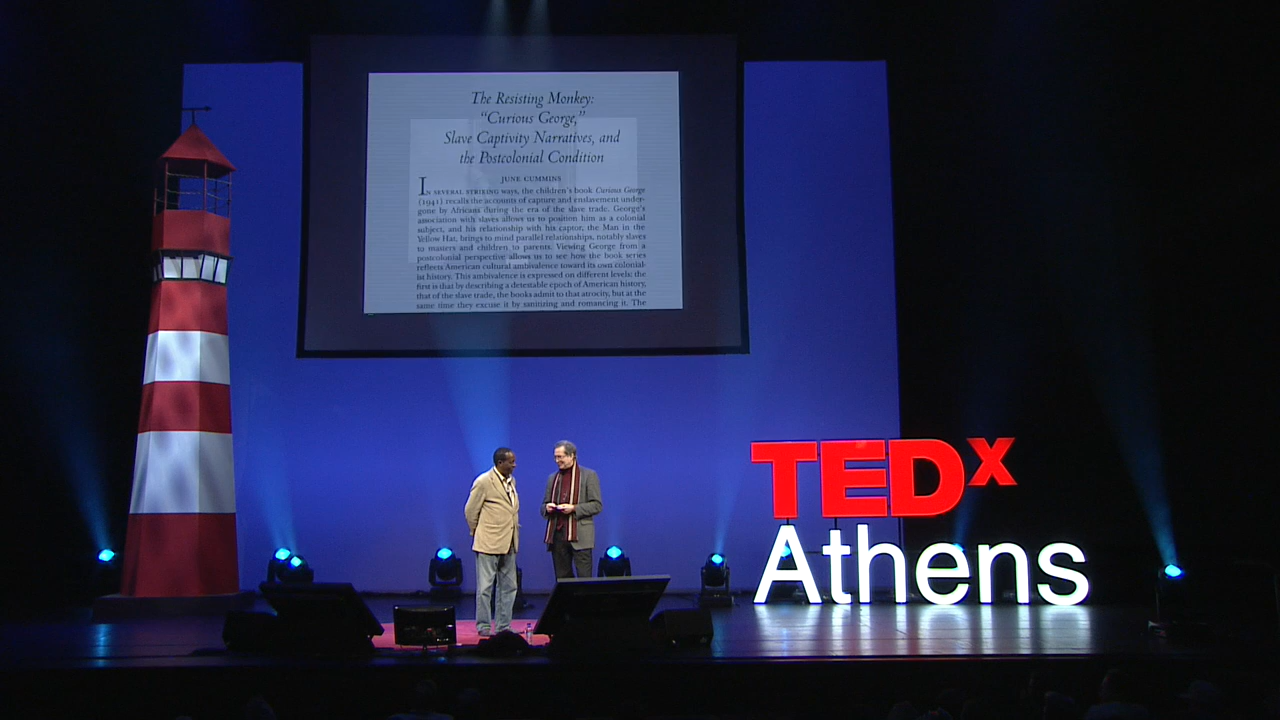 The Resisting Monkey:
“Curious George,”
Slave Captivity Narratives, and
the Postcolonial Condition
JUNE CUMMINS
IN SEVERAL STRIKING ways, the children's book Curious George
(1941) recalls the accounts of capture and enslavement under-
gone by Africans during the era of the slave trade. George's
association with slaves allows us to position him as a colonial
subject, and his relationship with his captor, the Man in the
Yellow Hat, brings to mind parallel relationships, notably slaves
to masters and children to parents. Viewing George from a
postcolonial perspective allows us to see how the book series
reflects American cultural ambivalence toward its own colonial-
ist history. This ambivalence is expressed on different levels: the
first is that by describing a detestable epoch of American history,
that of the slave trade, the books admit to that atrocity, but at the
same time they excuse it by sanitizing and romancing it. The
TEDx
Athens